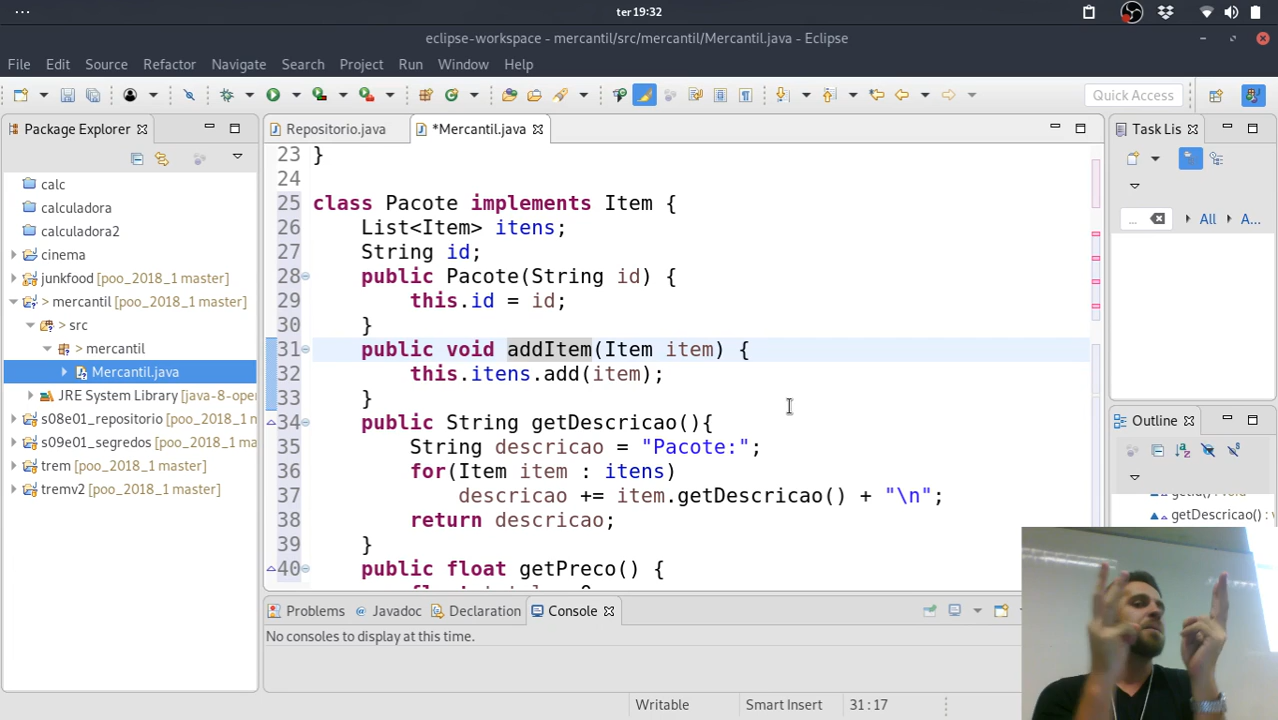 ter 19:32
eclipse-workspace - mercantil/src/mercantil/Mercantil.java - Eclipse
File Edit Source Refactor Navigate Search Project Run Window Help
Quick Access
Package Explorer
Repositorio.java
*Mercantil.java
Task Lis
calc
calculadora
calculadora2
cinema
junkfood [poo_2018_1 master]
> mercantil [poo_2018_1 master]
> src
> mercantil
Mercantil.java
JRE System Library [java-8-ope
s08e01_repositorio [poo_2018_1 ma
s09e01_segredos [poo_2018_1 mast
trem [poo_2018_1 master]
tremv2 [poo_2018_1 master]
23 }
24
25 class Pacote implements Item {
26 List<Item> itens;
27 String id;
28 public Pacote(String id) {
29 this.id = id;
30 }
31 public void addItem(Item item) {
32 this.itens.add(item);
33 }
34 public String getDescricao(){
35 String descricao = "Pacote:";
36 for(Item item : itens)
37 descricao += item.getDescricao() + "\n";
38 return descricao;
39 }
40 public float getPreco() {
... All A...
Outline
getDescricao() : v
Problems Javadoc Declaration Console
No consoles to display at this time.
Writable Smart Insert 31 : 17